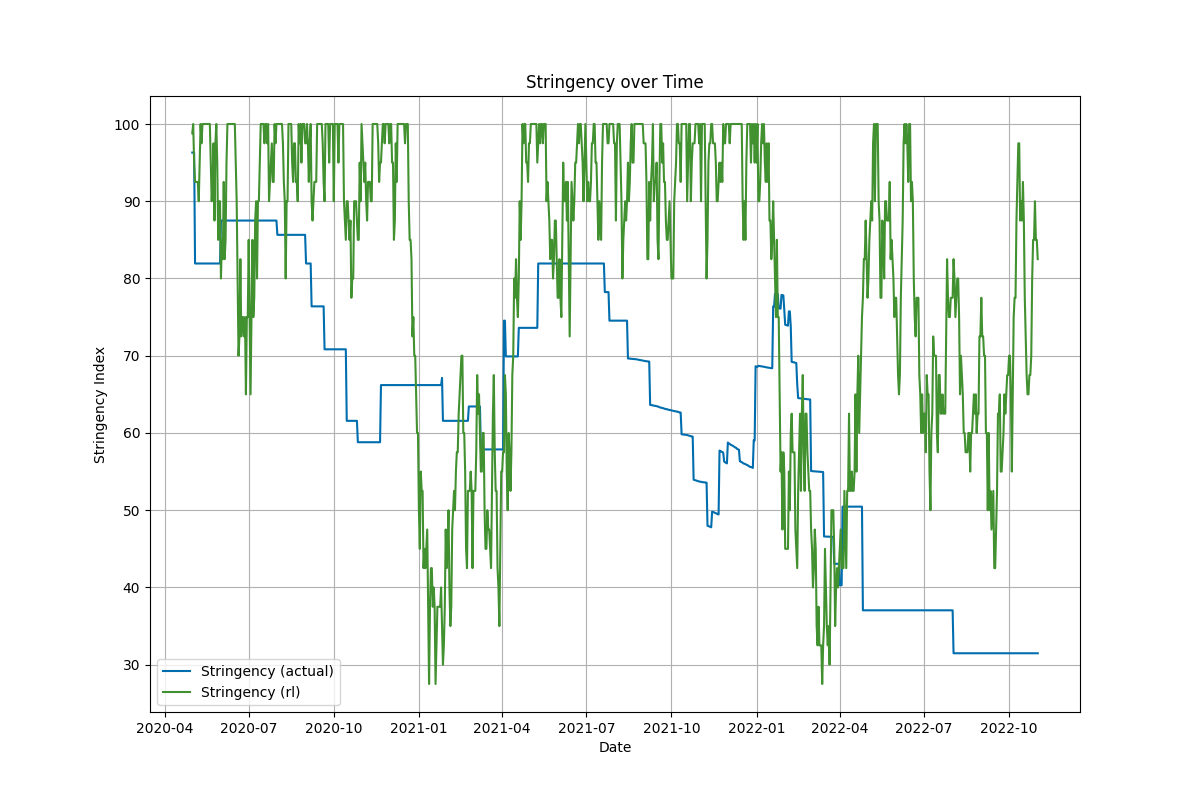 Stringency over Time
100
90
80
70
60
50
40
30
Stringency Index
Stringency (actual)
Stringency (rl)
2020-04 2020-07 2020-10 2021-01 2021-04 2021-07 2021-10 2022-01 2022-04 2022-07 2022-10
Date